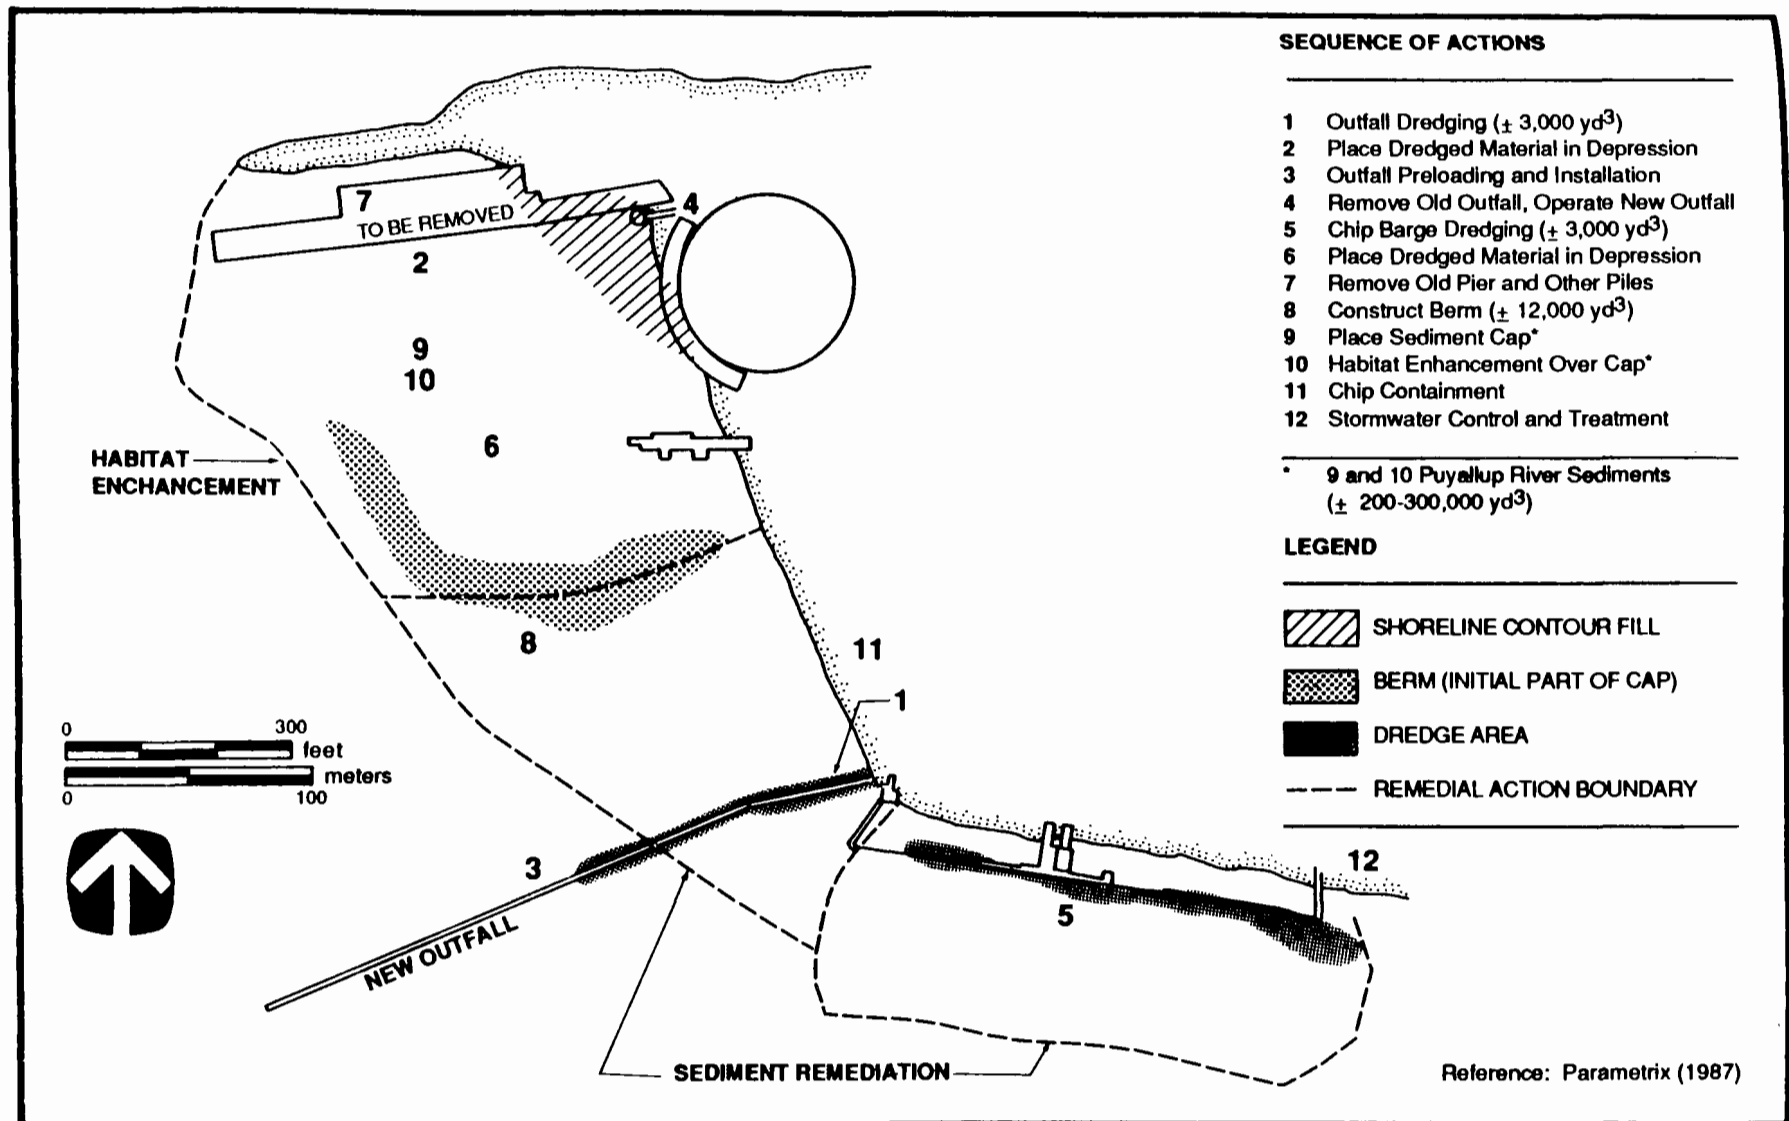 SEQUENCE OF ACTIONS
1 Outfall Dredging (± 3,000 yd³)
2 Place Dredged Material in Depression
3 Outfall Preloading and Installation
4 Remove Old Outfall, Operate New Outfall
5 Chip Barge Dredging (± 3,000 yd³)
6 Place Dredged Material in Depression
7 Remove Old Pier and Other Piles
8 Construct Berm (± 12,000 yd³)
9 Place Sediment Cap*
10 Habitat Enhancement Over Cap*
11 Chip Containment
12 Stormwater Control and Treatment
* 9 and 10 Puyallup River Sediments
(± 200-300,000 yd³)
LEGEND
SHORELINE CONTOUR FILL
BERM (INITIAL PART OF CAP)
DREDGE AREA
REMEDIAL ACTION BOUNDARY
7
4
TO BE REMOVED
2
9
10
6
HABITAT
ENCHANCEMENT
8
11
1
0 300
feet
meters
0 100
3
12
5
NEW OUTFALL
SEDIMENT REMEDIATION
Reference: Parametrix (1987)